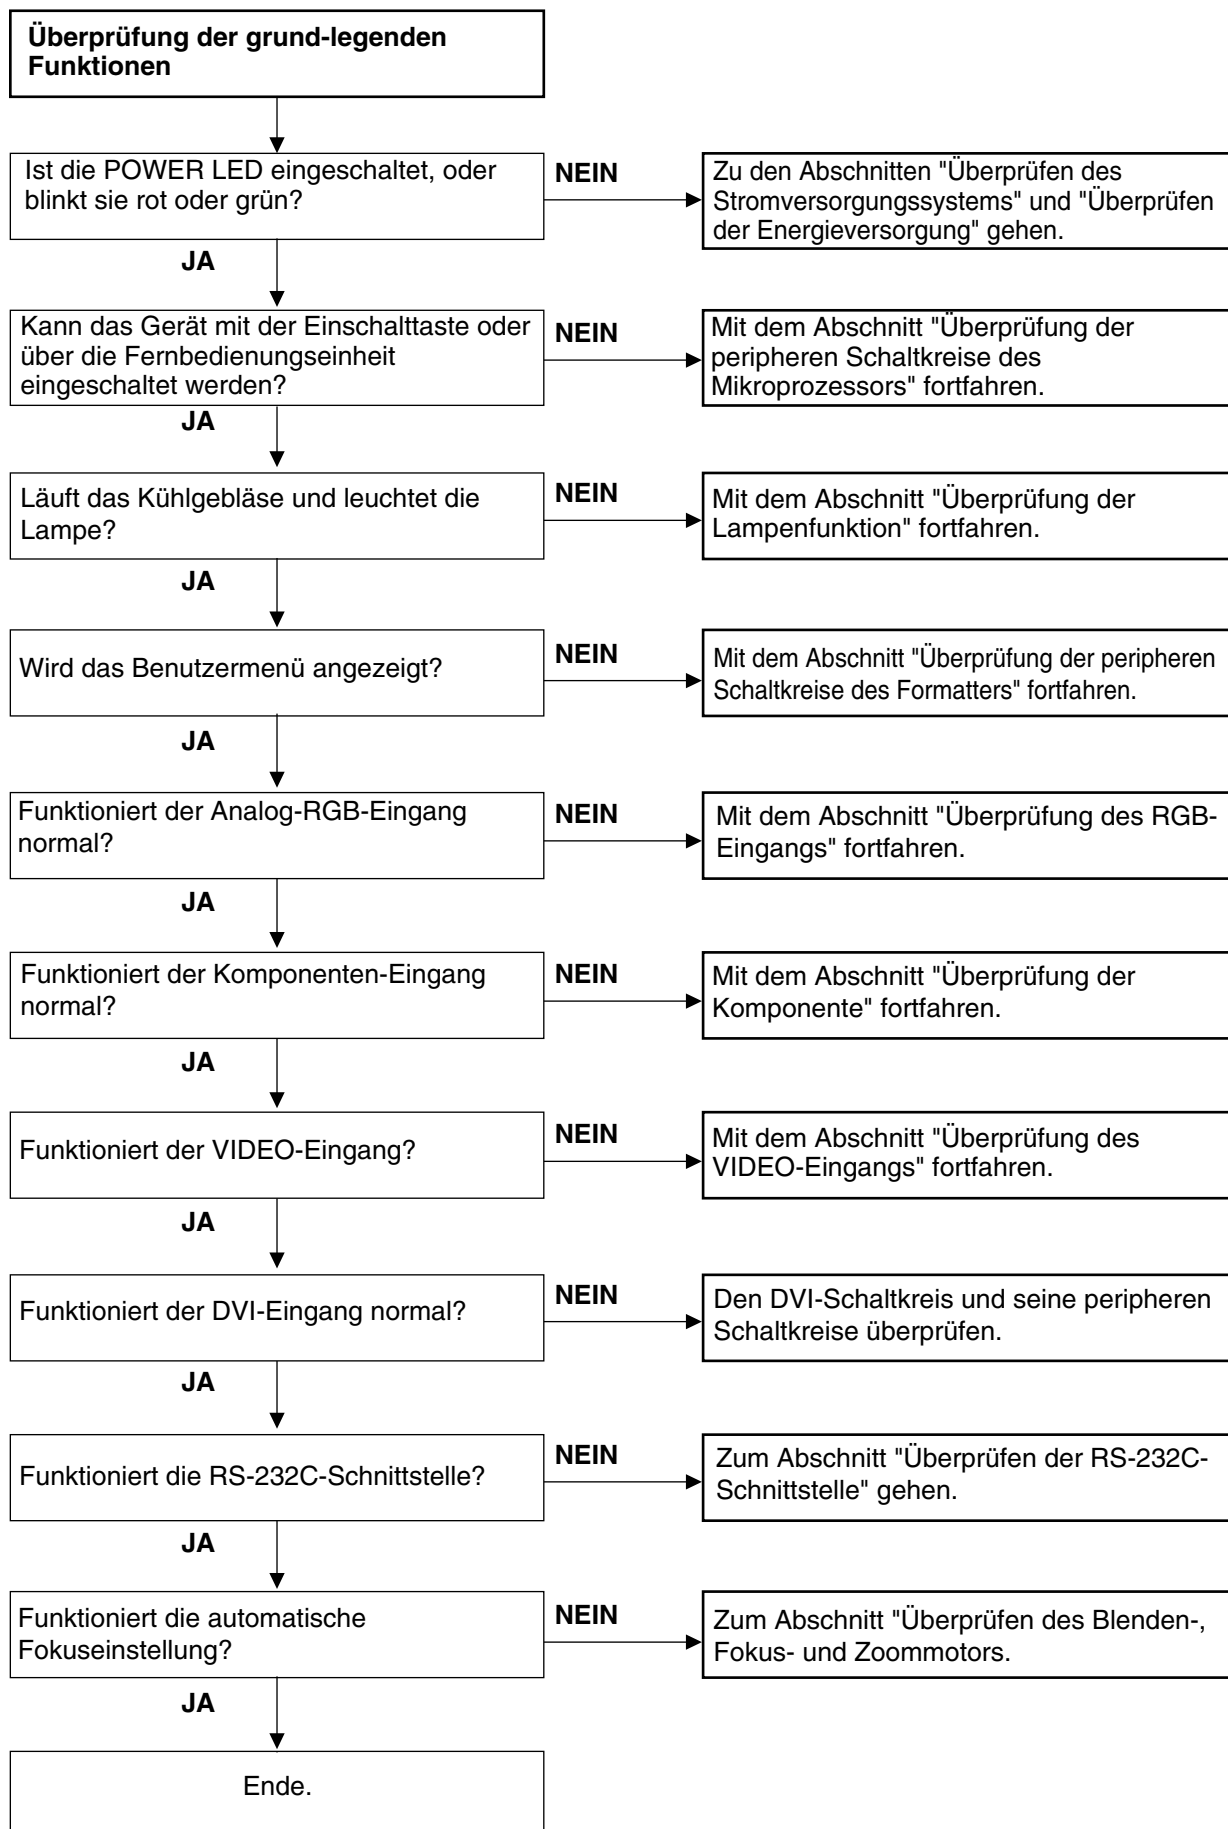 Überprüfung der grund-legenden
Funktionen
Ist die POWER LED eingeschaltet, oder
blinkt sie rot oder grün?
NEIN
Zu den Abschnitten "Überprüfen des
Stromversorgungssystems" und "Überprüfen
der Energieversorgung" gehen.
JA
Kann das Gerät mit der Einschalttaste oder
über die Fernbedienungseinheit
eingeschaltet werden?
NEIN
Mit dem Abschnitt "Überprüfung der
peripheren Schaltkreise des
Mikroprozessors" fortfahren.
JA
Läuft das Kühlgebläse und leuchtet die
Lampe?
NEIN
Mit dem Abschnitt "Überprüfung der
Lampenfunktion" fortfahren.
JA
Wird das Benutzermenü angezeigt?
NEIN
Mit dem Abschnitt "Überprüfung der peripheren
Schaltkreise des Formatters" fortfahren.
JA
Funktioniert der Analog-RGB-Eingang
normal?
NEIN
Mit dem Abschnitt "Überprüfung des RGB-
Eingangs" fortfahren.
JA
Funktioniert der Komponenten-Eingang
normal?
NEIN
Mit dem Abschnitt "Überprüfung der
Komponente" fortfahren.
JA
Funktioniert der VIDEO-Eingang?
NEIN
Mit dem Abschnitt "Überprüfung des
VIDEO-Eingangs" fortfahren.
JA
Funktioniert der DVI-Eingang normal?
NEIN
Den DVI-Schaltkreis und seine peripheren
Schaltkreise überprüfen.
JA
Funktioniert die RS-232C-Schnittstelle?
NEIN
Zum Abschnitt "Überprüfen der RS-232C-
Schnittstelle" gehen.
JA
Funktioniert die automatische
Fokuseinstellung?
NEIN
Zum Abschnitt "Überprüfen des Blenden-,
Fokus- und Zoommotors.
JA
Ende.